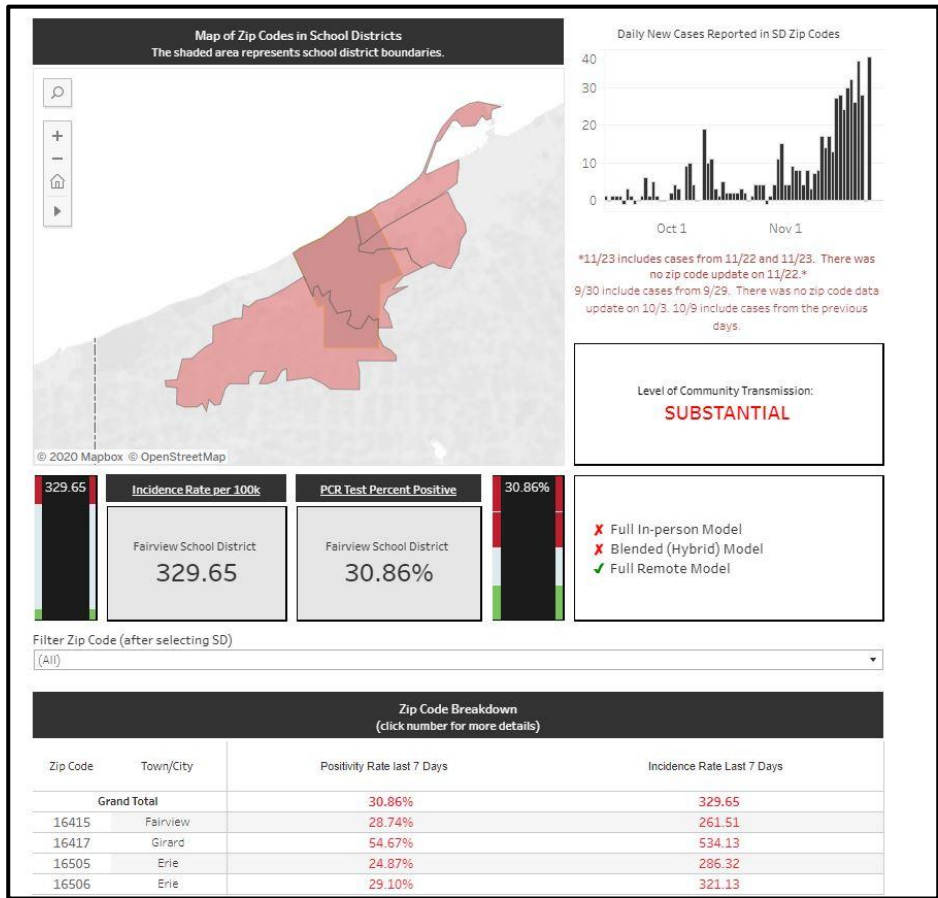 Map of Zip Codes in School Districts
The shaded area represents school district boundaries.
© 2020 Mapbox © OpenStreetMap
Daily New Cases Reported in SD Zip Codes
40
30
20
10
0
Oct 1
Nov 1
*11/23 includes cases from 11/22 and 11/23. There was
no zip code update on 11/22.*
9/30 include cases from 9/29. There was no zip code data
update on 10/3. 10/9 include cases from the previous
days.
Level of Community Transmission:
SUBSTANTIAL
329.65
Incidence Rate per 100k
Fairview School District
329.65
PCR Test Percent Positive
Fairview School District
30.86%
30.86%
✗ Full In-person Model
✗ Blended (Hybrid) Model
✓ Full Remote Model
Filter Zip Code (after selecting SD)
(All)
Zip Code Breakdown
(click number for more details)
Zip Code Town/City Positivity Rate last 7 Days Incidence Rate Last 7 Days
Grand Total 30.86% 329.65
16415 Fairview 28.74% 261.51
16417 Girard 54.67% 534.13
16505 Erie 24.87% 286.32
16506 Erie 29.10% 321.13